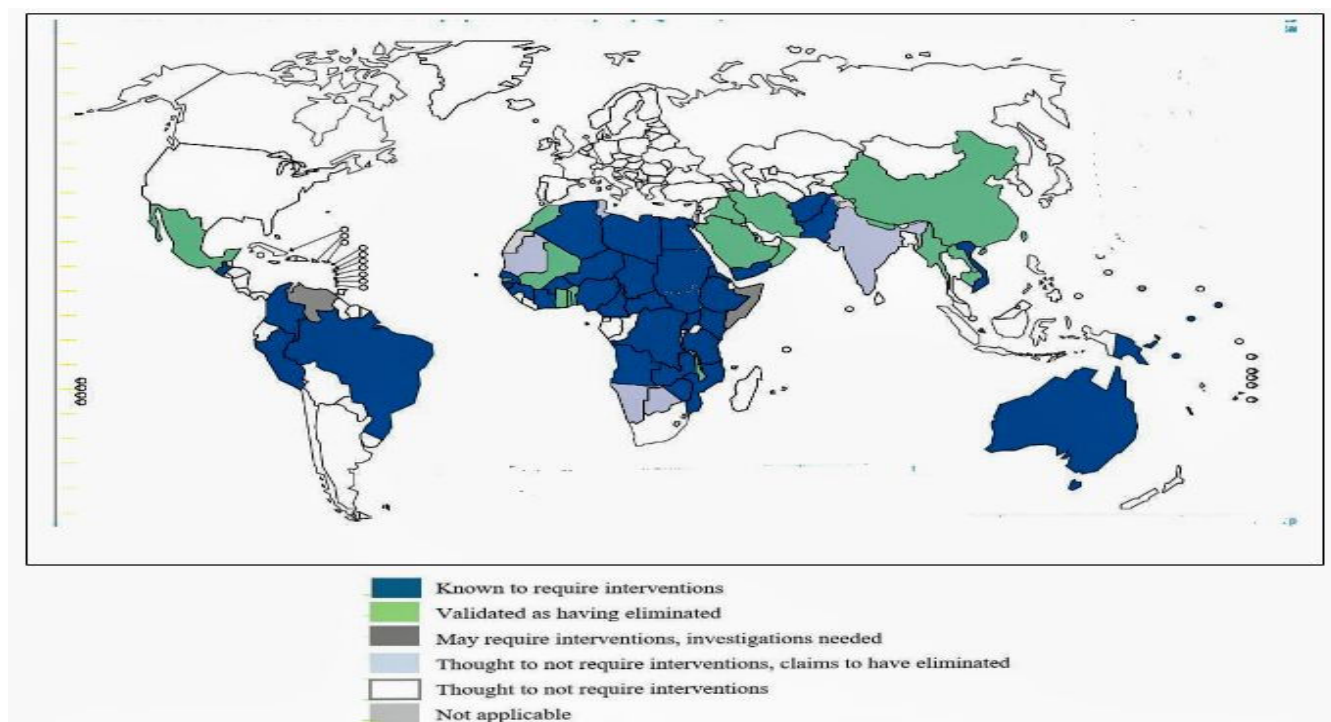 Known to require interventions
Validated as having eliminated
May require interventions, investigations needed
Thought to not require interventions, claims to have eliminated
Thought to not require interventions
Not applicable